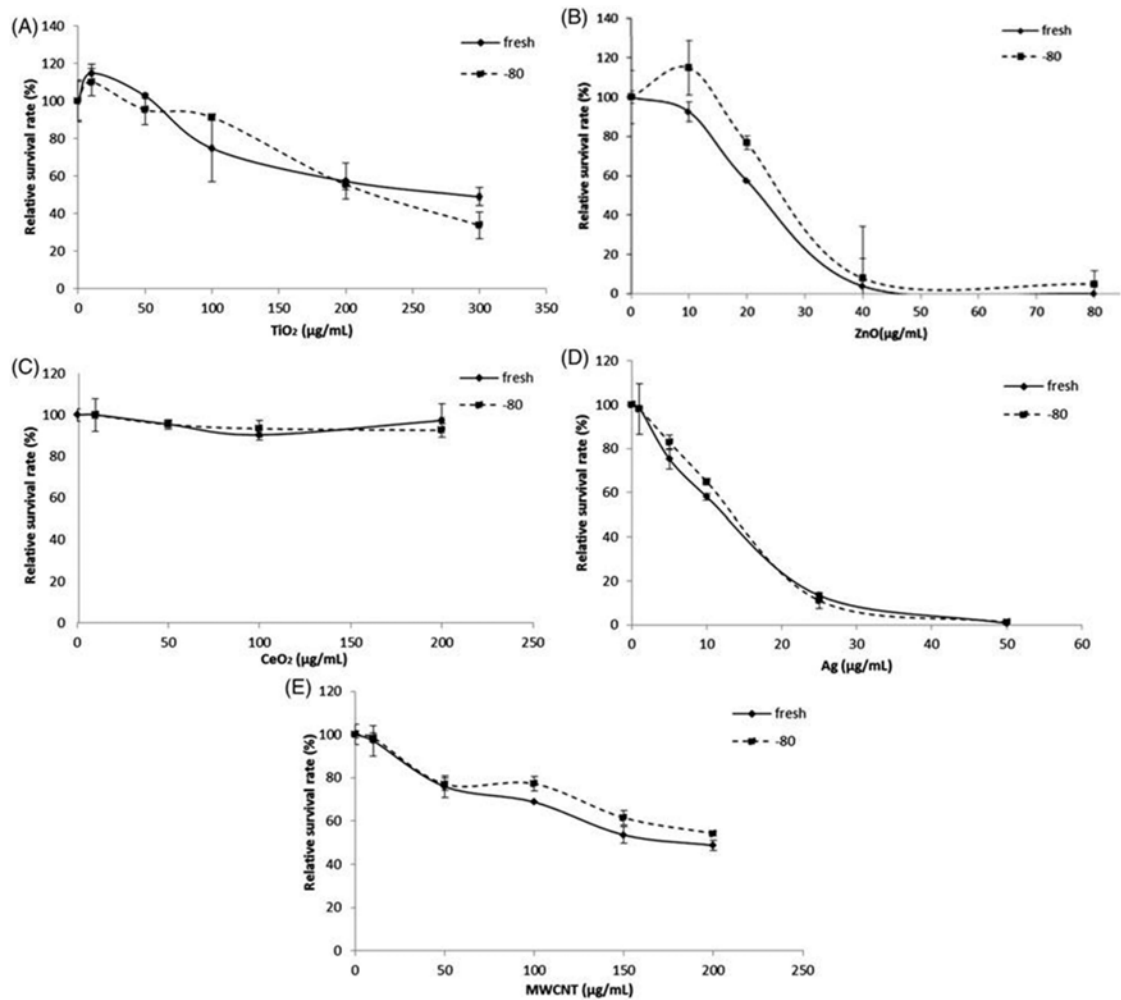 (A)
fresh
-80
140
120
100
80
60
40
20
0
Relative survival rate (%)
0 50 100 150 200 250 300 350
TiO₂ (µg/mL)
(B)
fresh
-80
140
120
100
80
60
40
20
0
Relative survival rate (%)
0 10 20 30 40 50 60 70 80
ZnO(µg/mL)
(C)
fresh
-80
120
100
80
60
40
20
0
Relative survival rate (%)
0 50 100 150 200 250
CeO₂ (µg/mL)
(D)
fresh
-80
120
100
80
60
40
20
0
Relative survival rate (%)
0 10 20 30 40 50 60
Ag (µg/mL)
(E)
fresh
-80
120
100
80
60
40
20
0
Relative survival rate (%)
0 50 100 150 200 250
MWCNT (µg/mL)